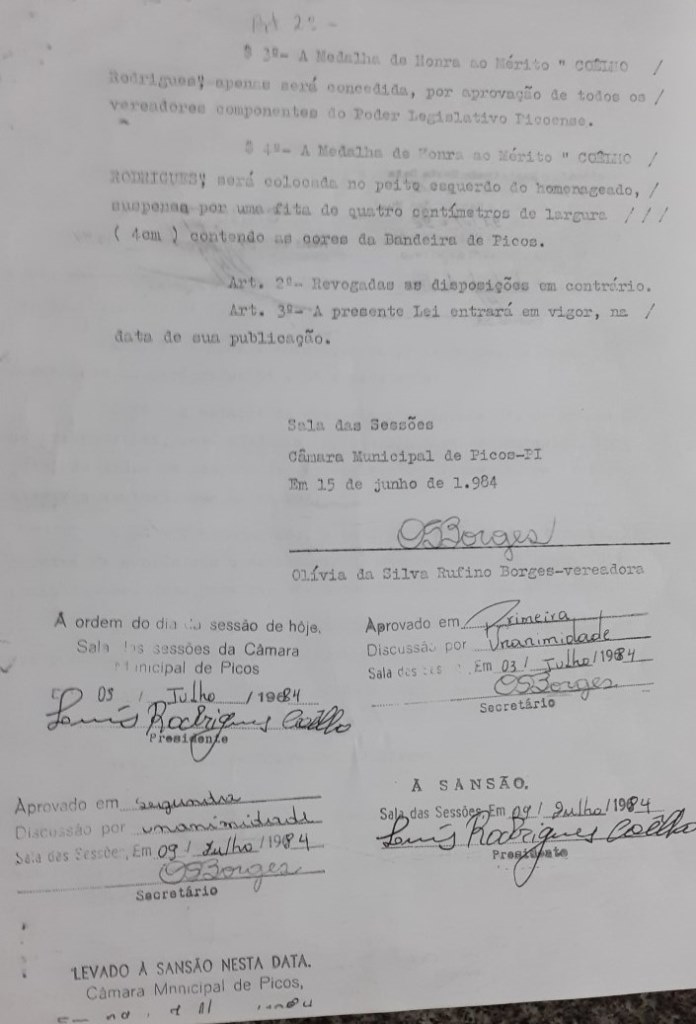 § 3º- A Medalha de Honra ao Mérito " COÊLHO /
Rodrigues", apenas será concedida, por aprovação de todos os /
vereadores componentes do Poder Legislativo Picoense.
§ 4º- A Medalha de Honra ao Mérito " COÊLHO /
RODRIGUES", será colocada no peito esquerdo do homenageado, /
suspensa por uma fita de quatro centímetros de largura / / /
( 4cm ) contendo as cores da Bandeira de Picos.
Art. 2º- Revogadas as disposições em contrário.
Art. 3º- A presente Lei entrará em vigor, na /
data de sua publicação.
Sala das Sessões
Câmara Municipal de Picos-PI
Em 15 de junho de 1.984
OSBorges
Olívia da Silva Rufino Borges-vereadora
A ordem do dia da sessão de hôje.
Sala das sessões da Câmara
Municipal de Picos
03 / Julho / 1984
Rodrigues Coêlho
Presidente
Aprovado em Primeira
Discussão por Unanimidade
Sala das Em 03 / Julho / 1984
OSBorges
Secretário
Aprovado em segunda
Discussão por unanimidade
Sala das Sessões, Em 09 / Julho / 1984
OSBorges
Secretário
À SANSÃO.
Sala das Sessões Em 09 / Julho / 1984
Rodrigues Coêlho
Presidente
LEVADO À SANSÃO NESTA DATA.
Câmara Mnnicipal de Picos,